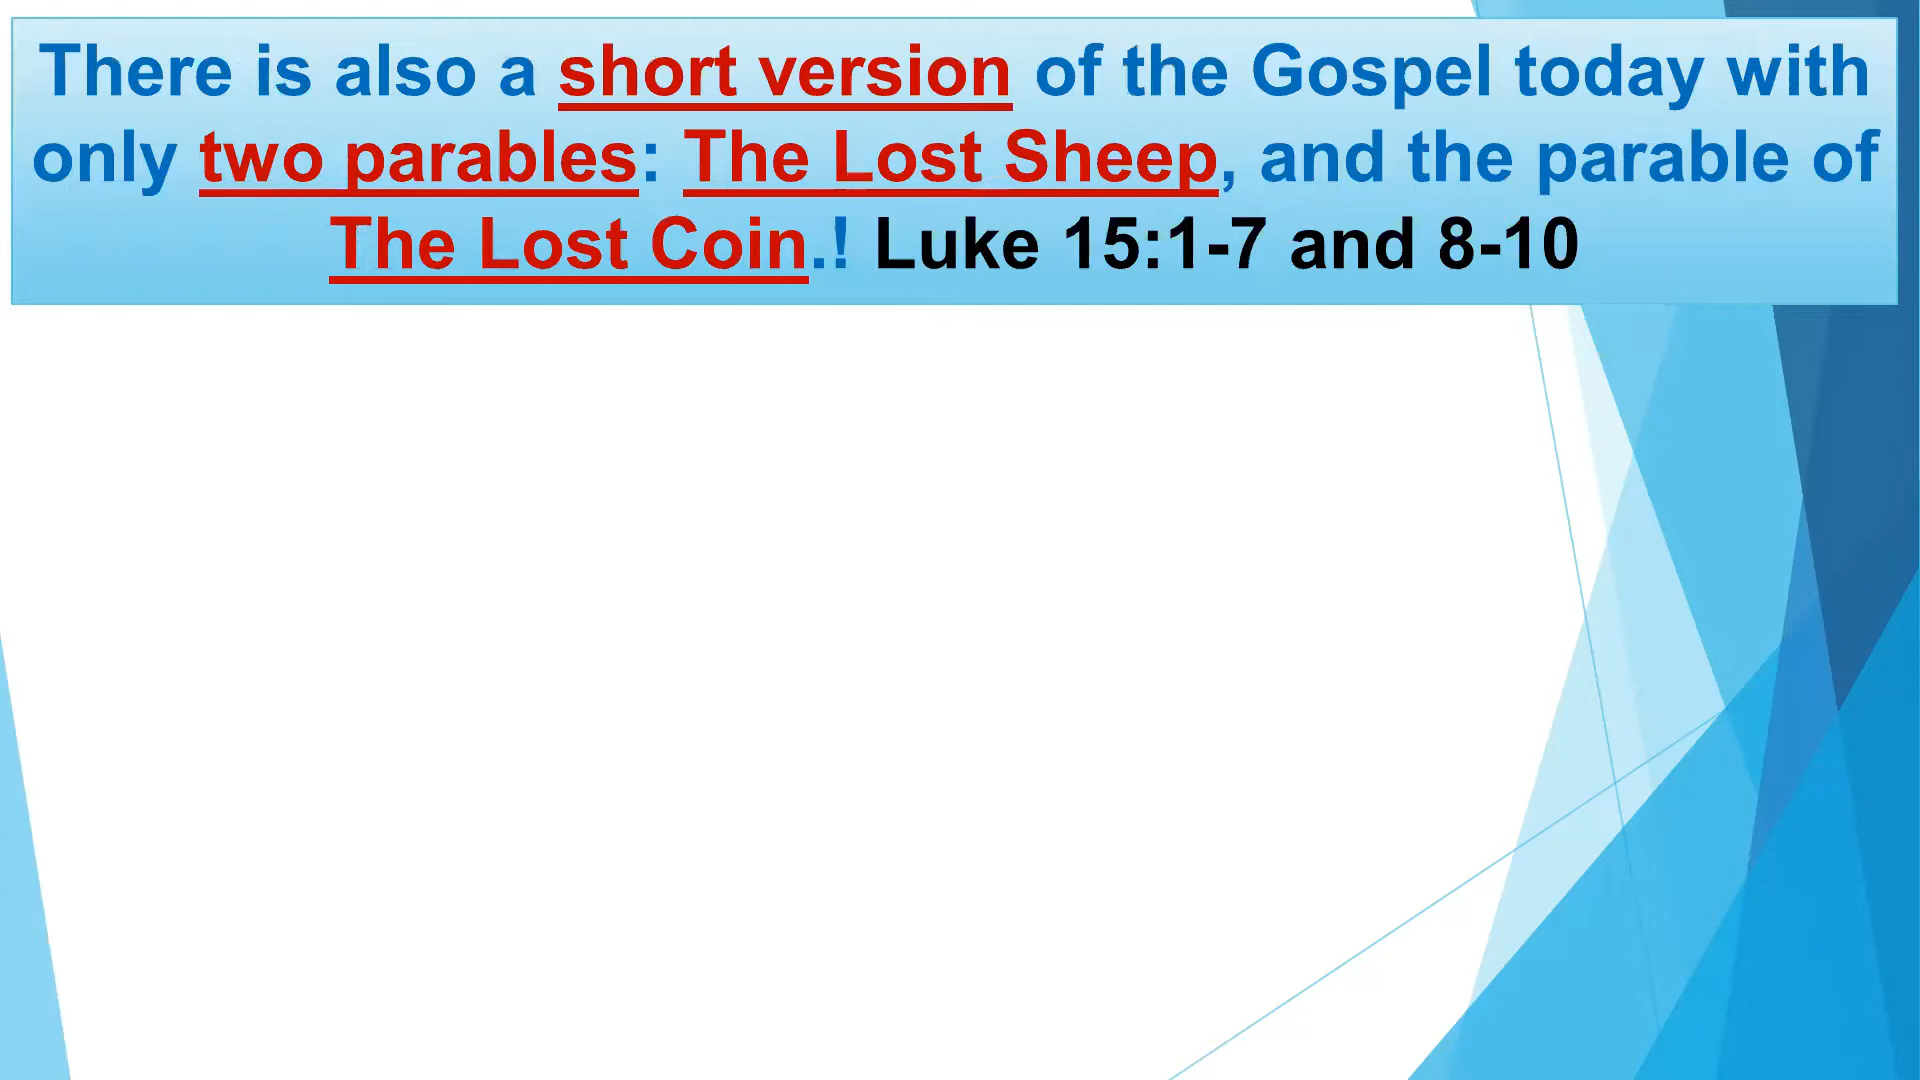 There is also a short version of the Gospel today with
only two parables: The Lost Sheep, and the parable of
The Lost Coin.! Luke 15:1-7 and 8-10